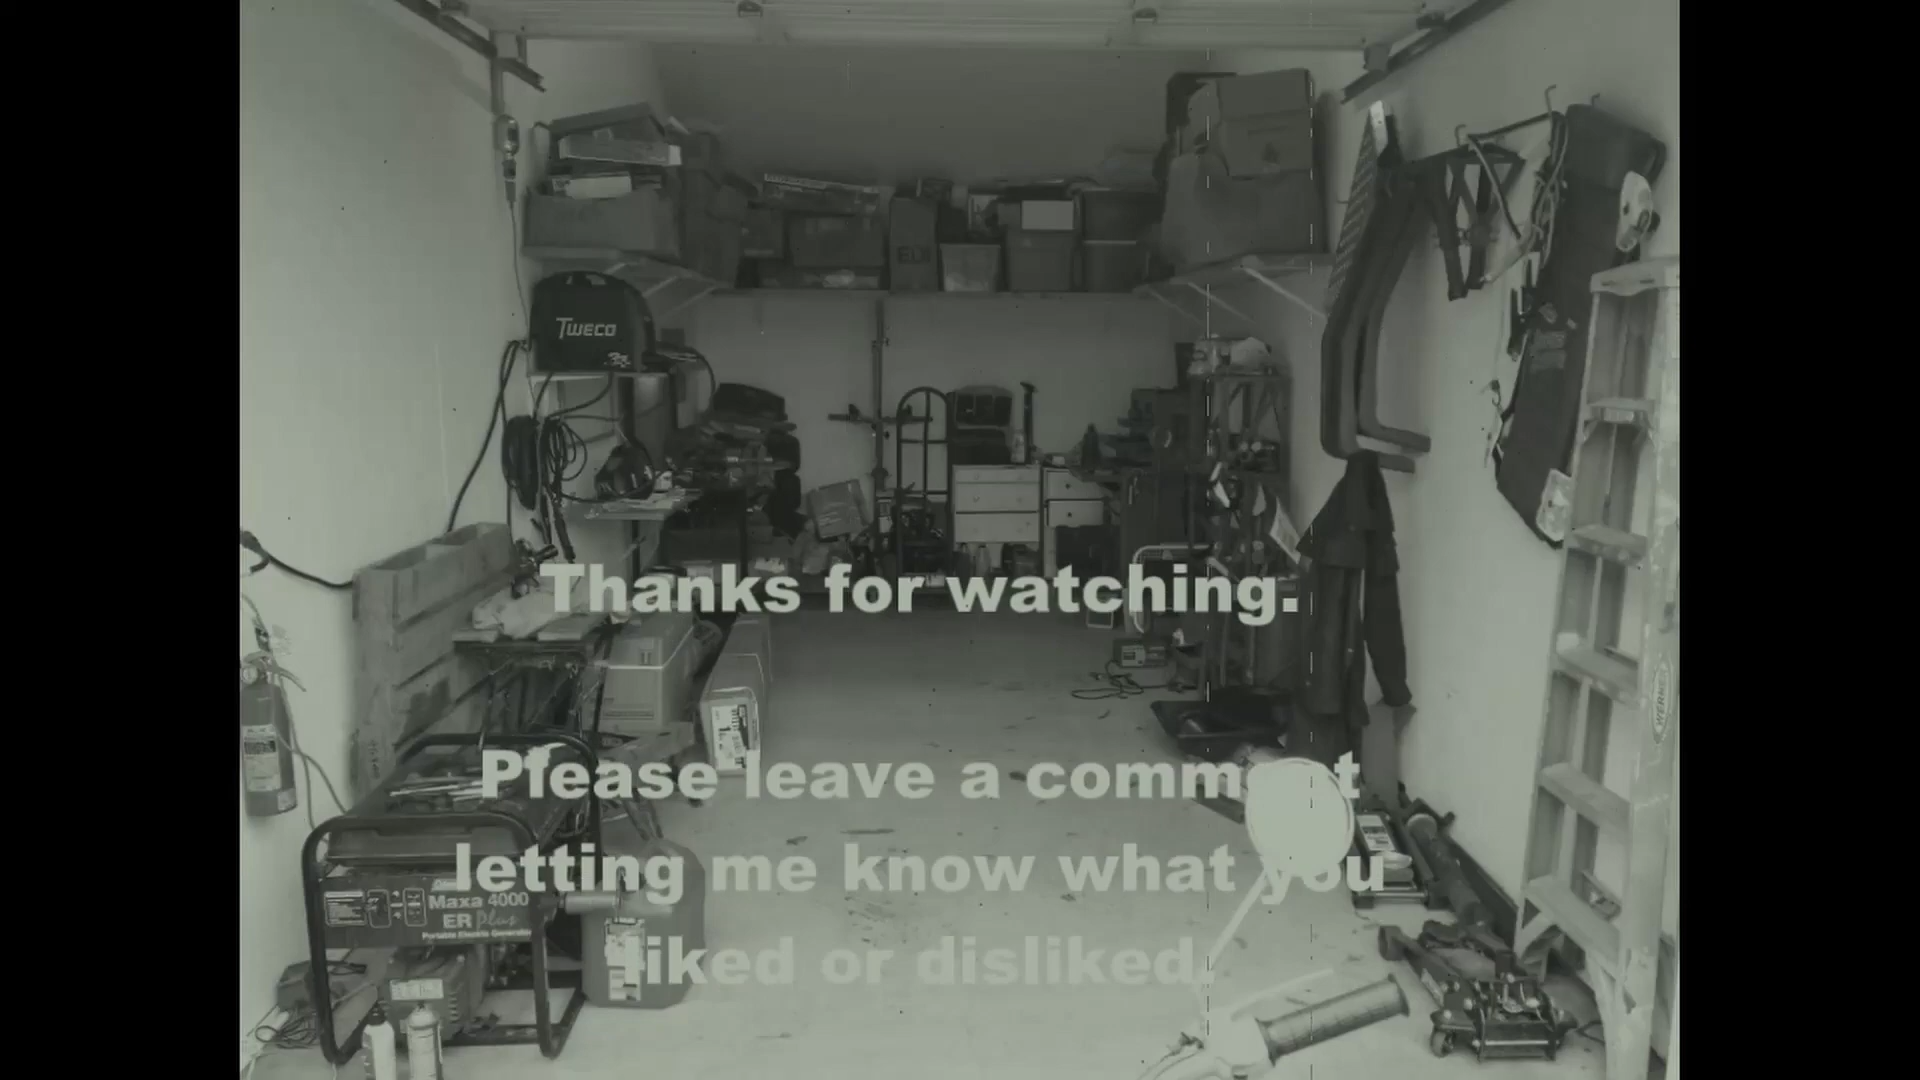 TWECO
Thanks for watching.
Please leave a comment
letting me know what you
liked or disliked.
Maxa 4000
ER Plus
Portable Electric Generator
WERNER